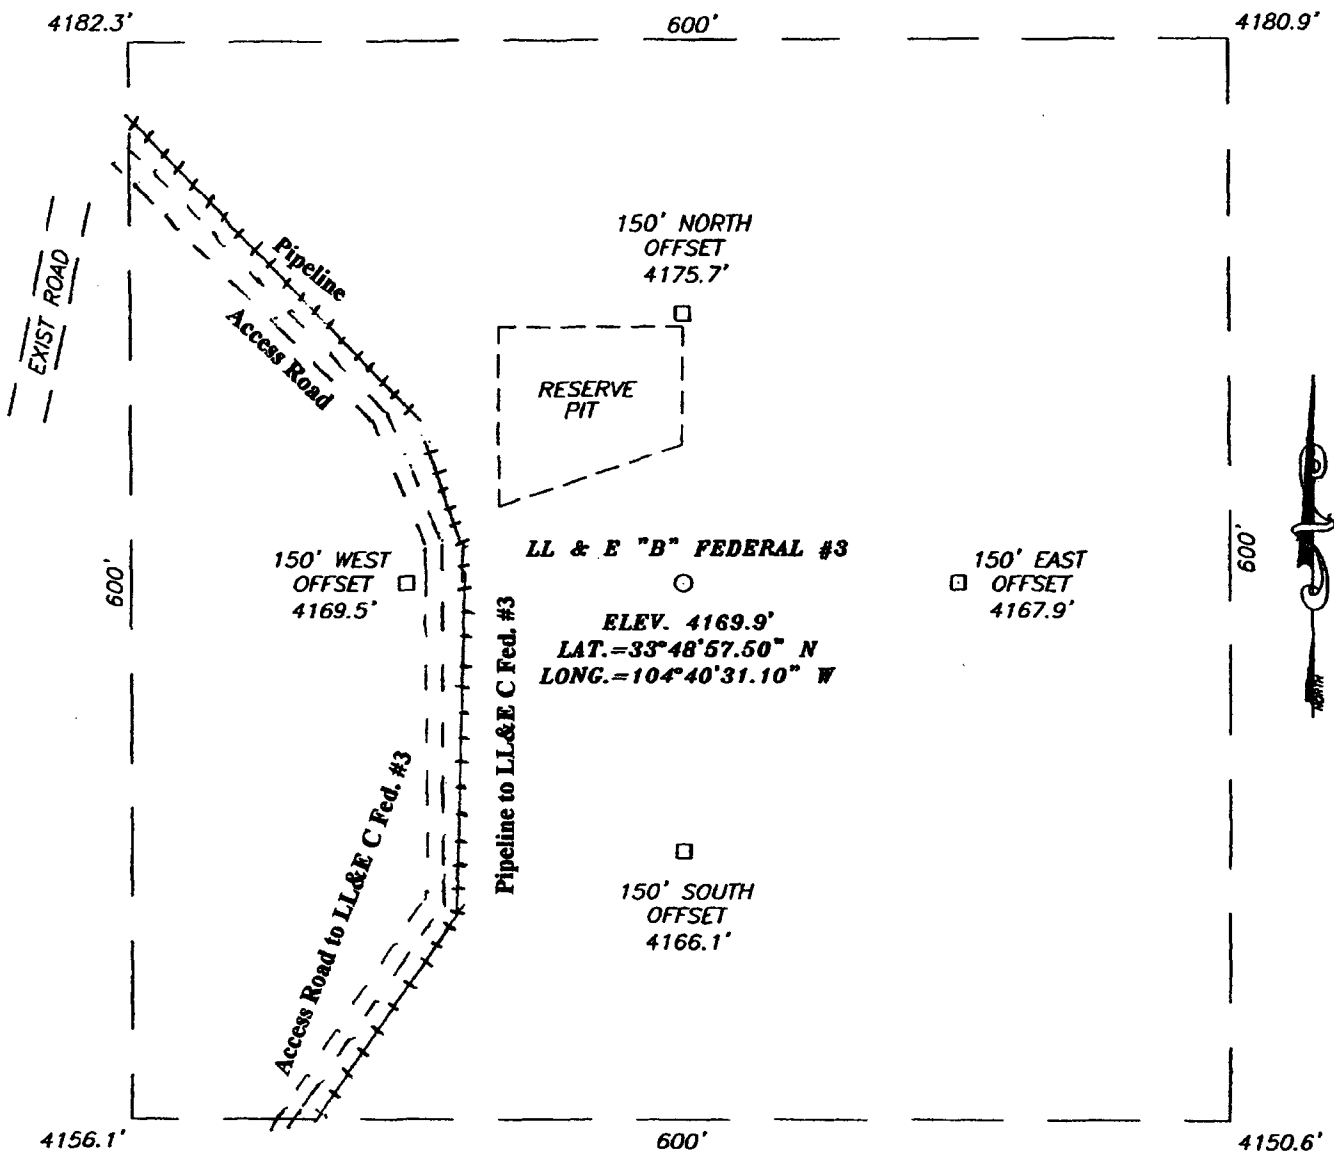 4182.3'
600'
4180.9'
150' NORTH
OFFSET
4175.7'
Pipeline
EXIST ROAD
Access Road
RESERVE
PIT
LL & E "B" FEDERAL #3
150' WEST
OFFSET
4169.5'
150' EAST
OFFSET
4167.9'
600'
600'
ELEV. 4169.9'
LAT.=33°48'57.50" N
LONG.=104°40'31.10" W
NORTH
Pipeline to LL&E C Fed. #3
Access Road to LL&E C Fed. #3
150' SOUTH
OFFSET
4166.1'
4156.1'
600'
4150.6'